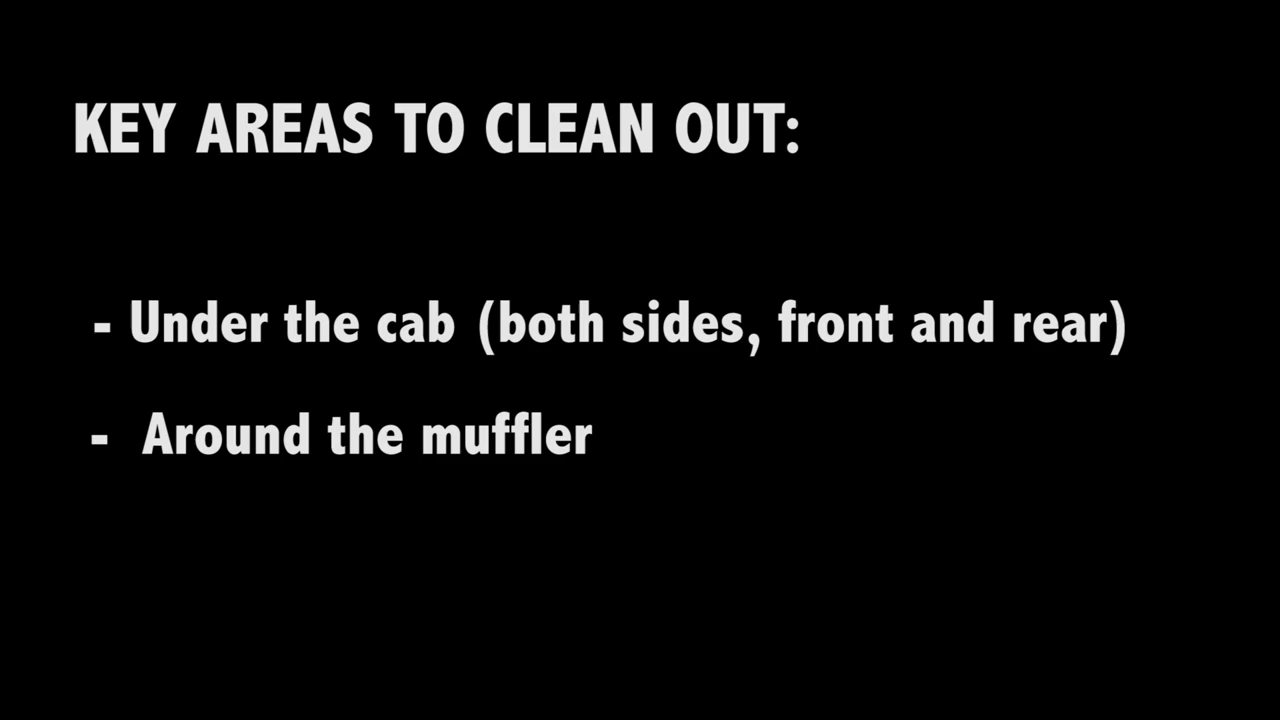 KEY AREAS TO CLEAN OUT:
- Under the cab (both sides, front and rear)
- Around the muffler